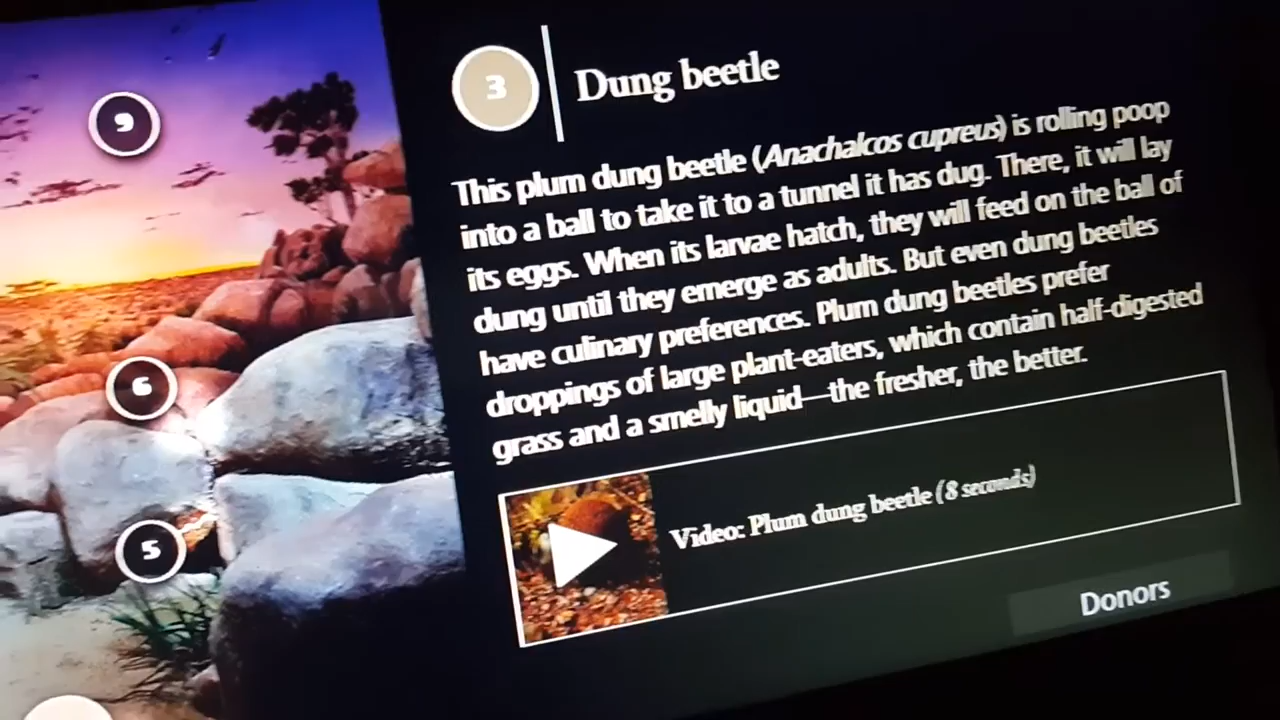 3
Dung beetle
This plum dung beetle (Anachalcos cupreus) is rolling poop
into a ball to take it to a tunnel it has dug. There, it will lay
its eggs. When its larvae hatch, they will feed on the ball of
dung until they emerge as adults. But even dung beetles
have culinary preferences. Plum dung beetles prefer
droppings of large plant-eaters, which contain half-digested
grass and a smelly liquid—the fresher, the better.
Video: Plum dung beetle (8 seconds)
Donors
9
6
5